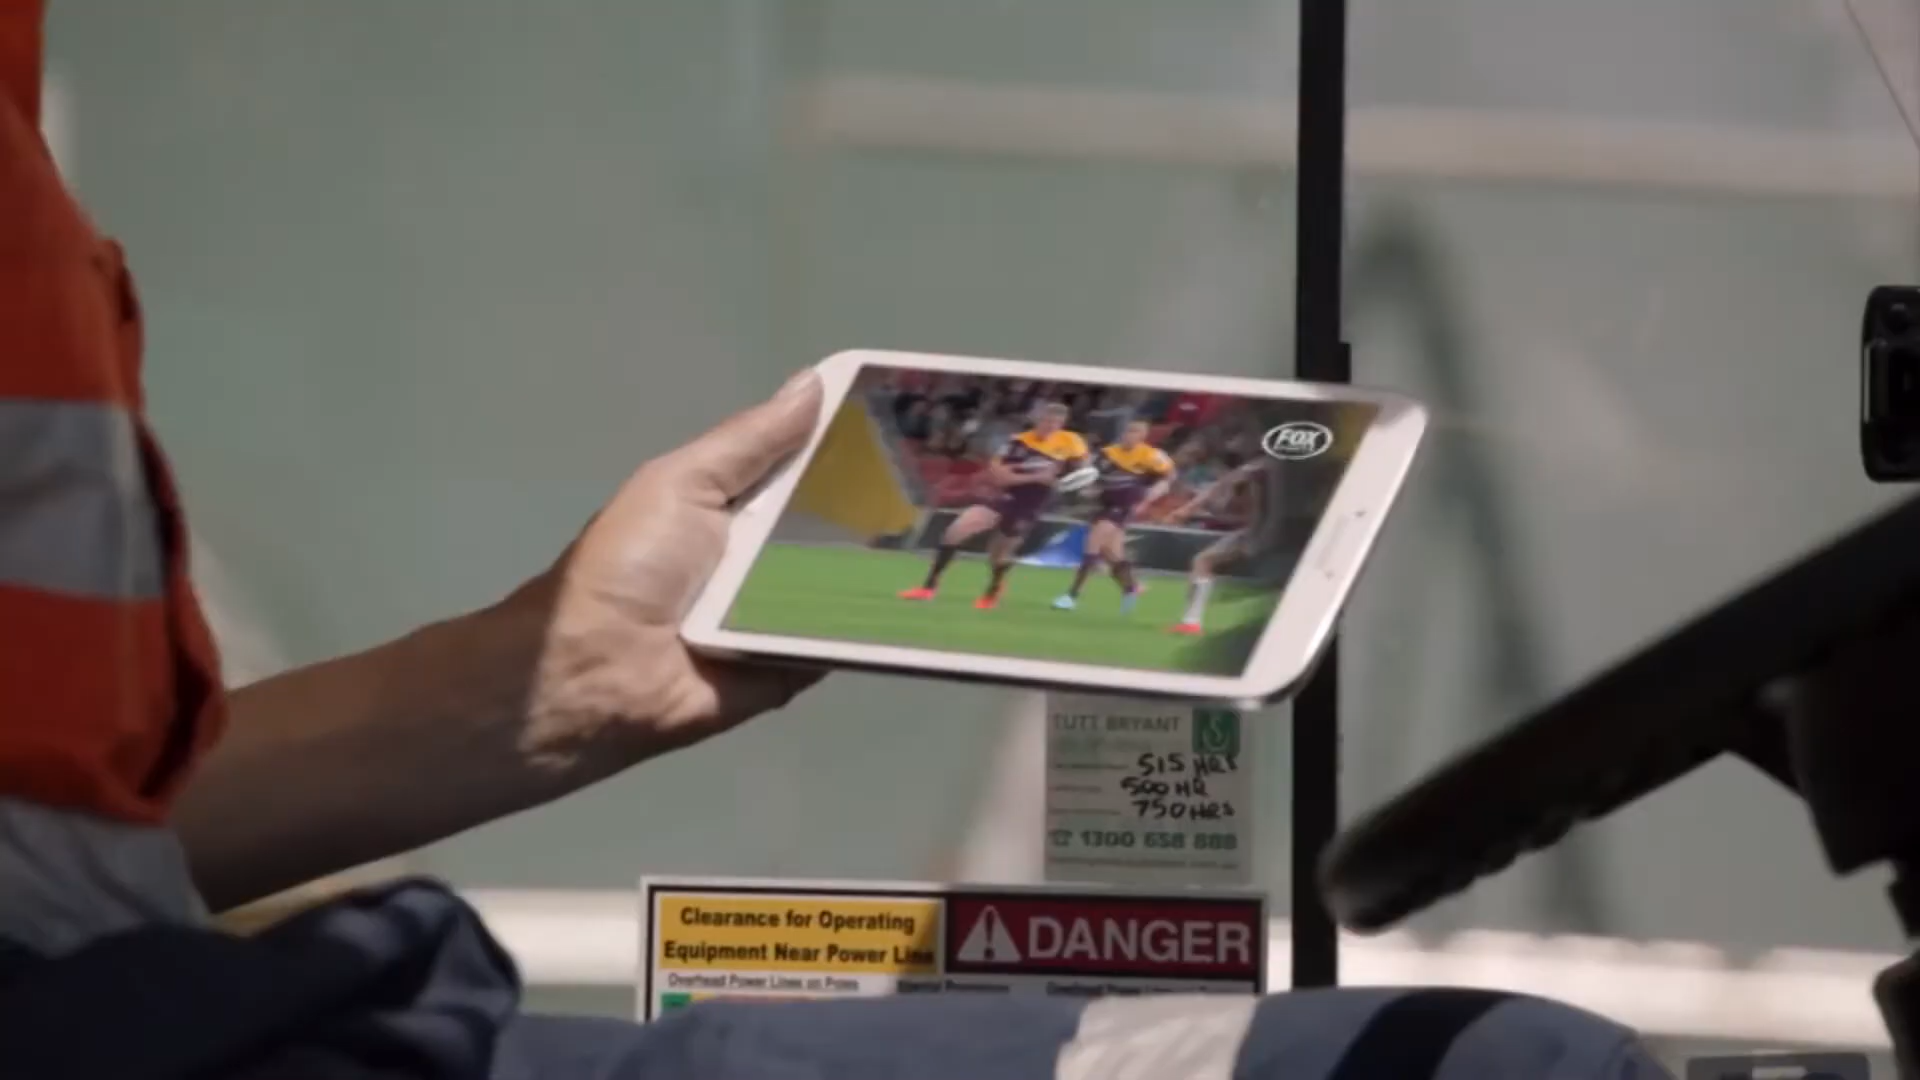 FOX
SPORTS
TUTT BRYANT
515 HRS
500 HR
750 HRS
☎ 1300 658 888
Clearance for Operating
Equipment Near Power Line
DANGER
Overhead Power Lines on Poles